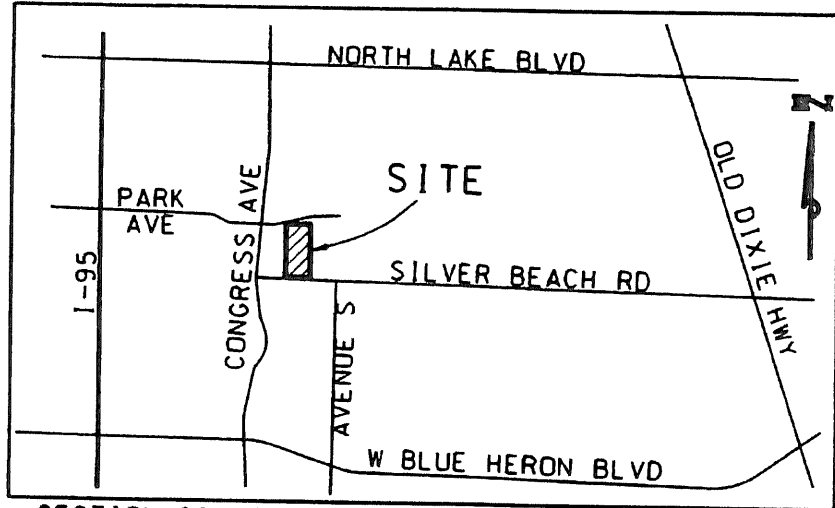 NORTH LAKE BLVD
N
OLD DIXIE HWY
SITE
PARK
AVE
CONGRESS AVE
I-95
SILVER BEACH RD
AVENUE S
W BLUE HERON BLVD